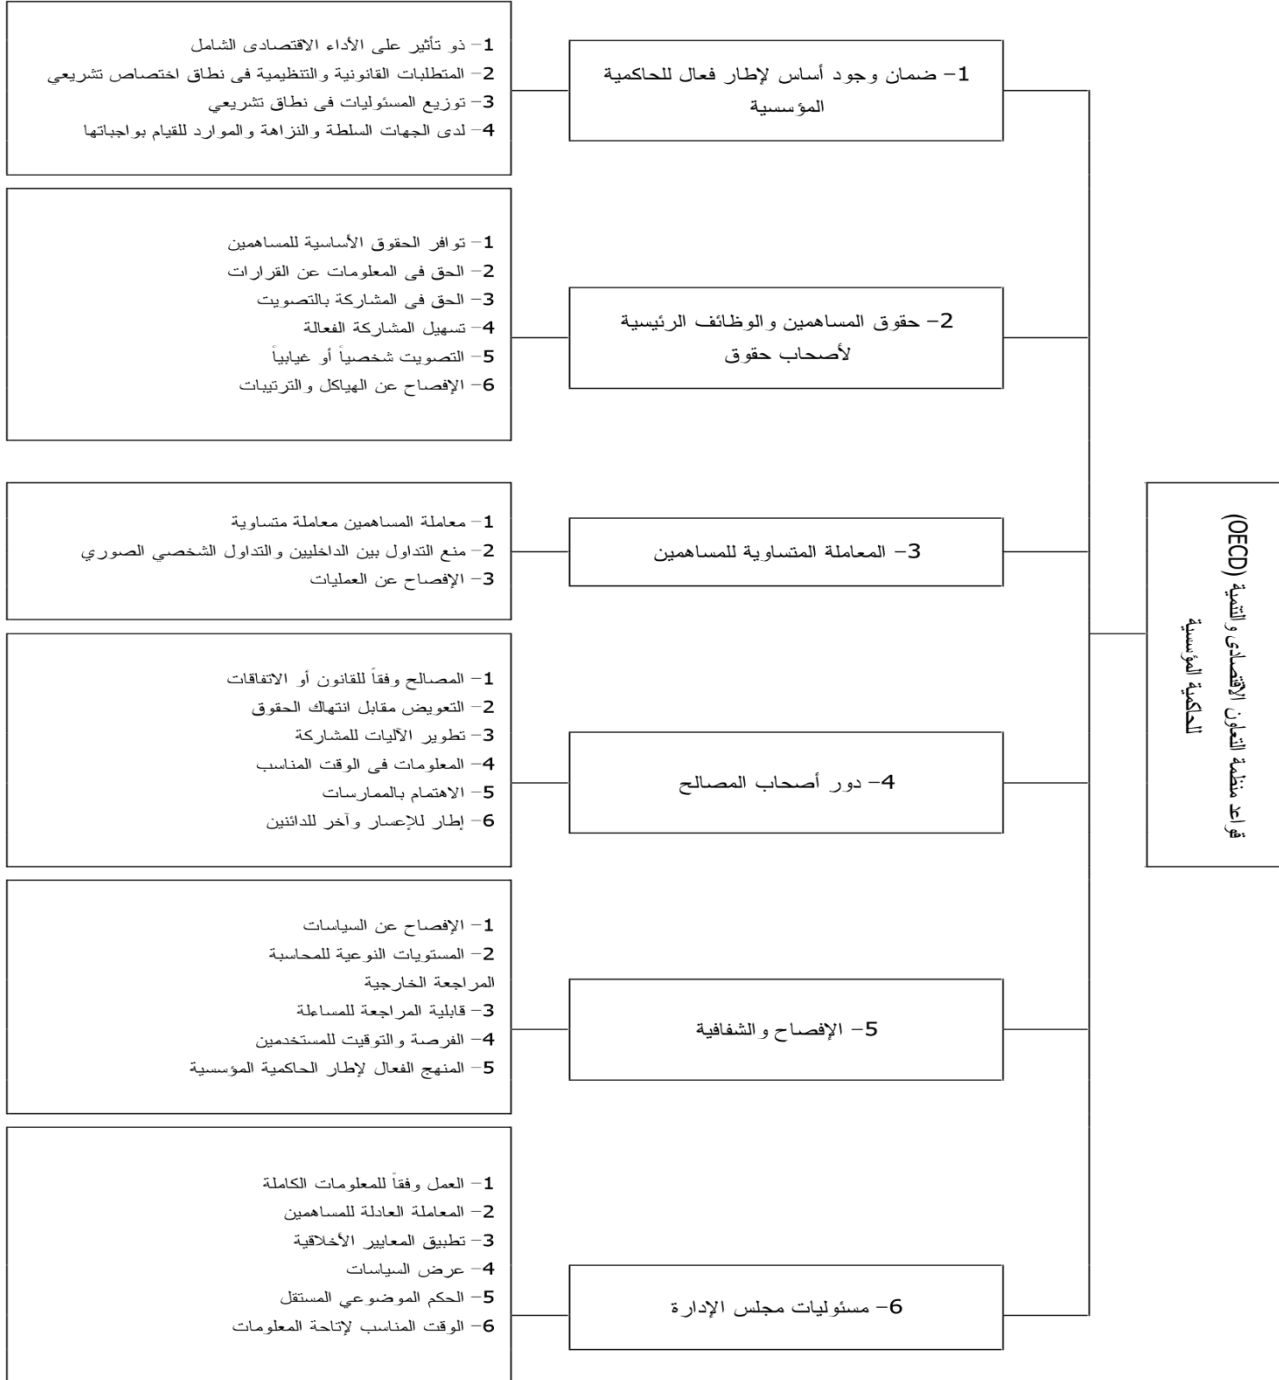 قواعد منظمة التعاون الاقتصادى والتنمية (OECD)
للحاكمية المؤسسية
1- ضمان وجود أساس لإطار فعال للحاكمية
المؤسسية
1- ذو تأثير على الأداء الاقتصادى الشامل
2- المتطلبات القانونية والتنظيمية فى نطاق اختصاص تشريعي
3- توزيع المسئوليات فى نطاق تشريعي
4- لدى الجهات السلطة والنزاهة والموارد للقيام بواجباتها
2- حقوق المساهمين والوظائف الرئيسية
لأصحاب حقوق
1- توافر الحقوق الأساسية للمساهمين
2- الحق فى المعلومات عن القرارات
3- الحق فى المشاركة بالتصويت
4- تسهيل المشاركة الفعالة
5- التصويت شخصياً أو غيابياً
6- الإفصاح عن الهياكل والترتيبات
3- المعاملة المتساوية للمساهمين
1- معاملة المساهمين معاملة متساوية
2- منع التداول بين الداخليين والتداول الشخصي الصوري
3- الإفصاح عن العمليات
4- دور أصحاب المصالح
1- المصالح وفقاً للقانون أو الاتفاقات
2- التعويض مقابل انتهاك الحقوق
3- تطوير الآليات للمشاركة
4- المعلومات فى الوقت المناسب
5- الاهتمام بالممارسات
6- إطار للإعسار وآخر للدائنين
5- الإفصاح والشفافية
1- الإفصاح عن السياسات
2- المستويات النوعية للمحاسبة
المراجعة الخارجية
3- قابلية المراجعة للمساءلة
4- الفرصة والتوقيت للمستخدمين
5- المنهج الفعال لإطار الحاكمية المؤسسية
6- مسئوليات مجلس الإدارة
1- العمل وفقاً للمعلومات الكاملة
2- المعاملة العادلة للمساهمين
3- تطبيق المعايير الأخلاقية
4- عرض السياسات
5- الحكم الموضوعي المستقل
6- الوقت المناسب لإتاحة المعلومات